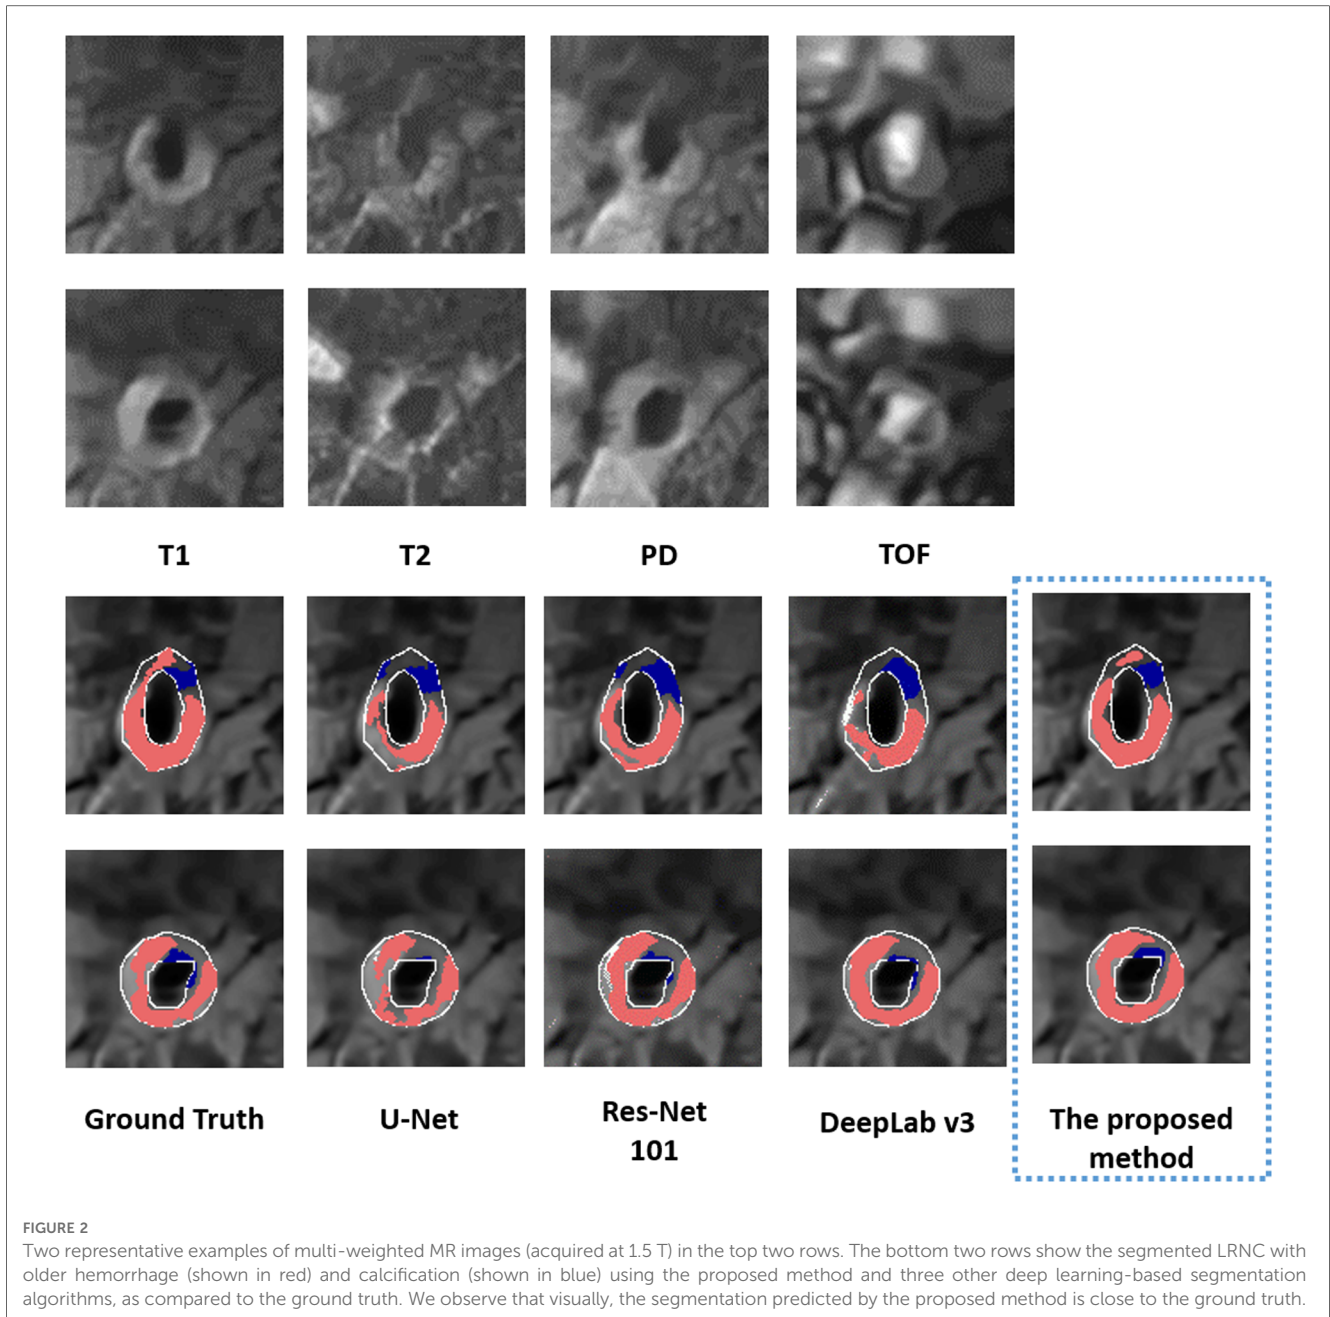 T1 T2 PD TOF
Ground Truth U-Net Res-Net 101 DeepLab v3 The proposed method
FIGURE 2
Two representative examples of multi-weighted MR images (acquired at 1.5 T) in the top two rows. The bottom two rows show the segmented LRNC with
older hemorrhage (shown in red) and calcification (shown in blue) using the proposed method and three other deep learning-based segmentation
algorithms, as compared to the ground truth. We observe that visually, the segmentation predicted by the proposed method is close to the ground truth.